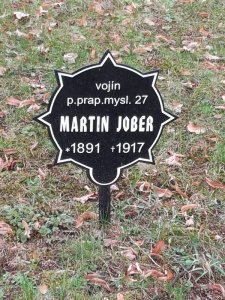 vojín
p.prap.mysl. 27
MARTIN JOBER
*1891 †1917